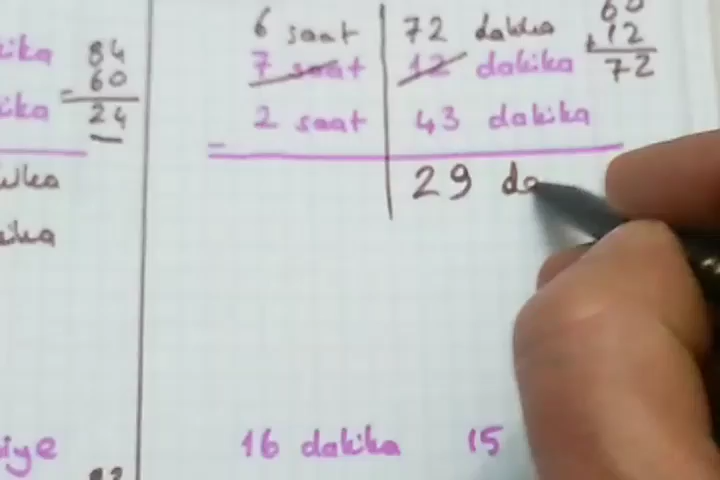 84
60
24
60
12
72
6 saat 72 dakika
7 saat 12 dakika
2 saat 43 dakika
29 da
16 dakika 15